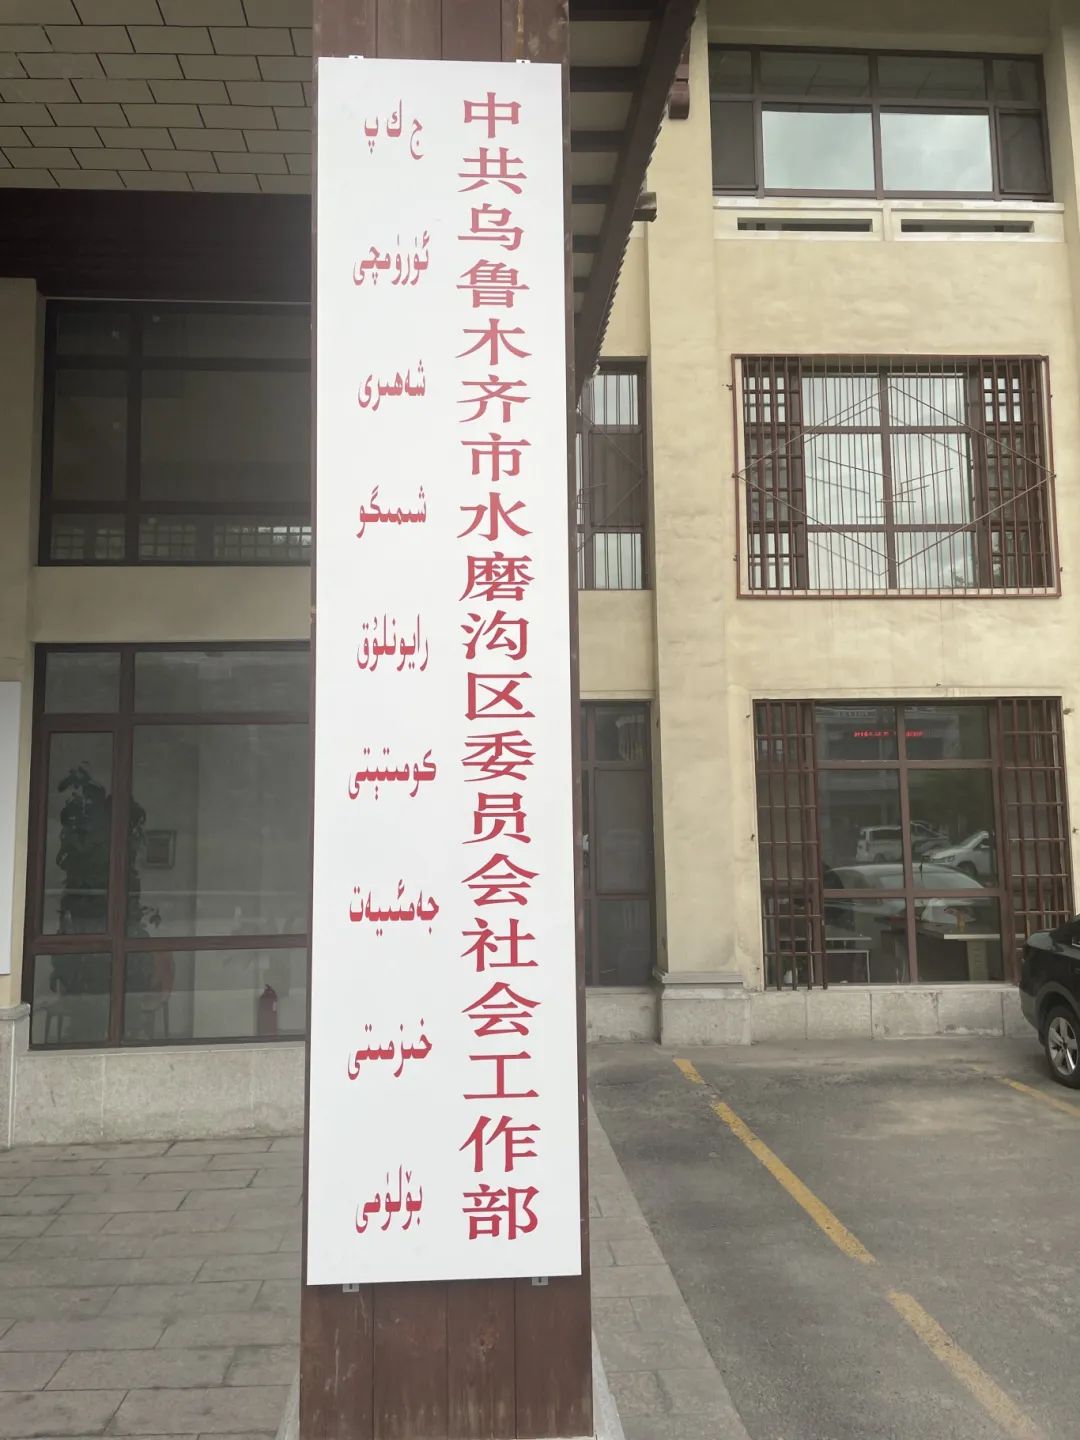 中共乌鲁木齐市水磨沟区委员会社会工作部
ج ك پ
ئۈرۈمچى
شەھىرى
شىمىگو
رايونلۇق
كومىتېتى
جەمئىيەت
خىزمىتى
بۆلۈمى